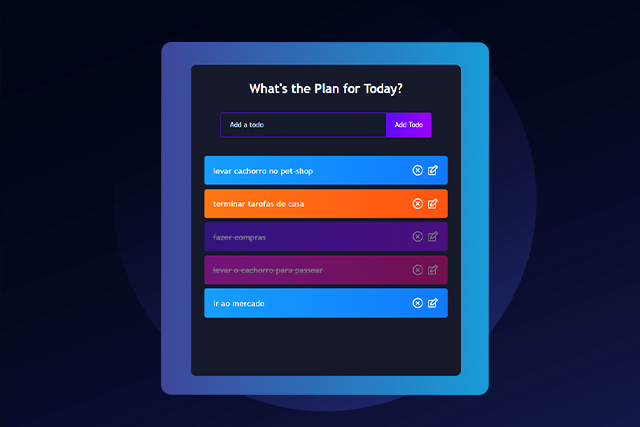 What's the Plan for Today?
Add a todo
Add Todo
levar cachorro no pet-shop
terminar tarefas de casa
fazer compras
levar o cachorro para passear
ir ao mercado